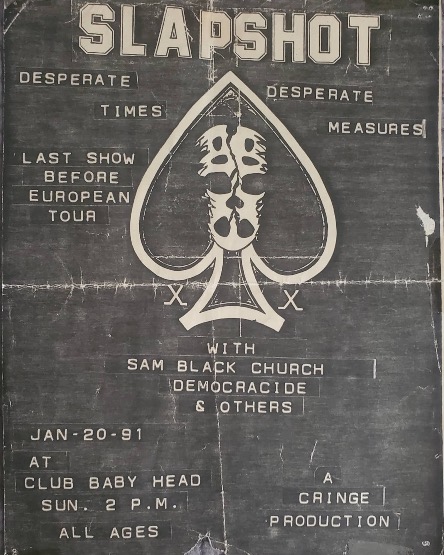 SLAPSHOT
DESPERATE
TIMES
DESPERATE
MEASURES
LAST SHOW
BEFORE
EUROPEAN
TOUR
X X
WITH
SAM BLACK CHURCH
DEMOCRACIDE
& OTHERS
JAN-20-91
AT
CLUB BABY HEAD
SUN. 2 P.M.
ALL AGES
A
CRINGE
PRODUCTION